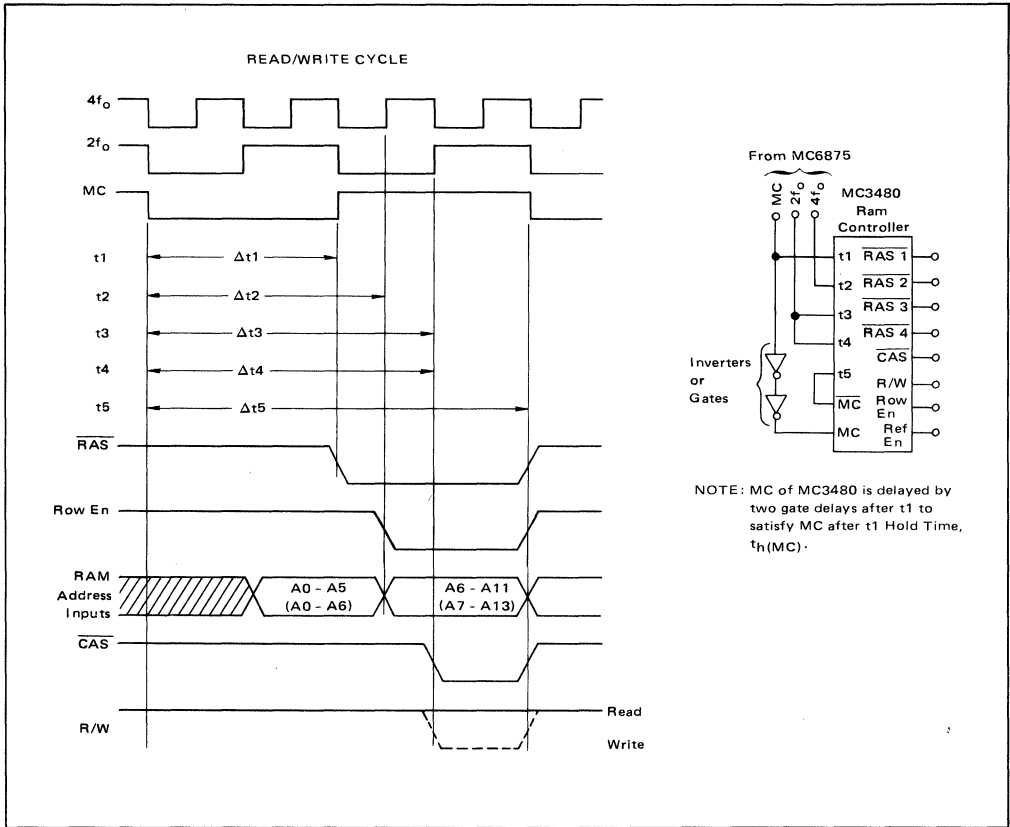 READ/WRITE CYCLE
4fo
2fo
MC
t1 Δt1
t2 Δt2
t3 Δt3
t4 Δt4
t5 Δt5
RAS
Row En
RAM
Address
Inputs
A0 - A5
(A0 - A6)
A6 - A11
(A7 - A13)
CAS
R/W
Read
Write
From MC6875
MC
2fo
4fo
MC3480
Ram
Controller
t1 RAS 1
t2 RAS 2
t3 RAS 3
t4 RAS 4
CAS
t5
R/W
MC
Row
En
MC
Ref
En
Inverters
or
Gates
NOTE: MC of MC3480 is delayed by
two gate delays after t1 to
satisfy MC after t1 Hold Time,
th(MC).